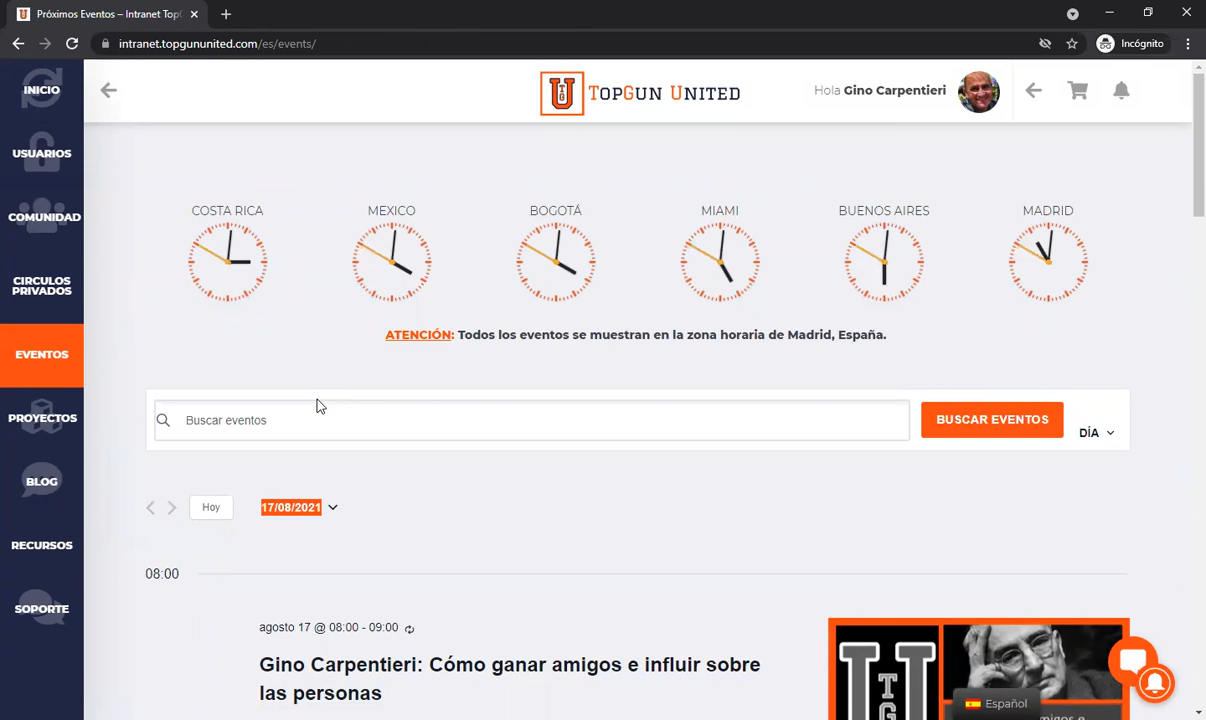 Próximos Eventos – Intranet Top
intranet.topgununited.com/es/events/
Incógnito
INICIO
USUARIOS
COMUNIDAD
CIRCULOS
PRIVADOS
EVENTOS
PROYECTOS
BLOG
RECURSOS
SOPORTE
TOPGUN UNITED
Hola Gino Carpentieri
COSTA RICA
MEXICO
BOGOTÁ
MIAMI
BUENOS AIRES
MADRID
ATENCIÓN: Todos los eventos se muestran en la zona horaria de Madrid, España.
Buscar eventos
BUSCAR EVENTOS
DÍA
Hoy
17/08/2021
08:00
agosto 17 @ 08:00 - 09:00
Gino Carpentieri: Cómo ganar amigos e influir sobre
las personas
Español